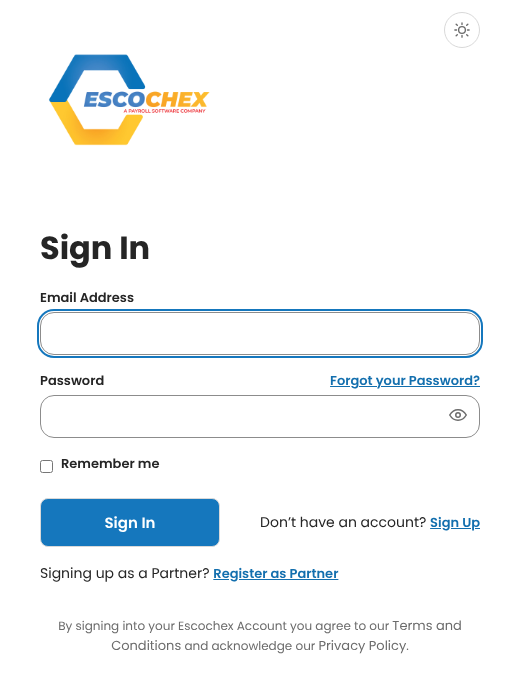 ESCOCHEX
A PAYROLL SOFTWARE COMPANY
Sign In
Email Address
Password Forgot your Password?
Remember me
Sign In Don’t have an account? Sign Up
Signing up as a Partner? Register as Partner
By signing into your Escochex Account you agree to our Terms and
Conditions and acknowledge our Privacy Policy.